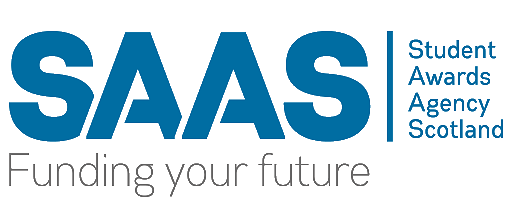 SAAS
Student
Awards
Agency
Scotland
Funding your future